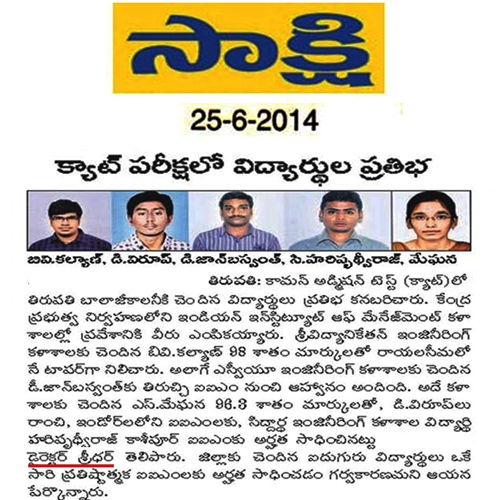 సాక్షి
25-6-2014
క్యాట్ పరీక్షలో విద్యార్థుల ప్రతిభ
బివి.కల్యాణ్, డి.విరూప్, డి.జాన్‌బస్వంత్, సి.హరిపృథ్వీరాజ్, మేఘన
తిరుపతి: కామన్ అడ్మిషన్ టెస్ట్ (క్యాట్)లో
తిరుపతి బాలాజీకాలనీకి చెందిన విద్యార్థులు ప్రతిభ కనబరిచారు. కేంద్ర
ప్రభుత్వ నిర్వహణలోని ఇండియన్ ఇన్‌స్టిట్యూట్ ఆఫ్ మేనేజ్‌మెంట్ కళా
శాలల్లో ప్రవేశానికి వీరు ఎంపికయ్యారు. శ్రీవిద్యానికేతన్ ఇంజినీరింగ్
కళాశాలకు చెందిన బివి.కల్యాణ్ 98 శాతం మార్కులతో రాయలసీమలో
నే టాపర్‌గా నిలిచారు. అలాగే ఎస్వీయూ ఇంజినీరింగ్ కళాశాలకు చెందిన
డీ.జాన్‌బస్వంత్‌కు తిరుచ్చి ఐఐఎం నుంచి ఆహ్వానం అందింది. అదే కళా
శాలకు చెందిన ఎస్.మేఘన 96.3 శాతం మార్కులతో, డి.విరూప్‌లు
రాంచి, ఇండోర్‌లోని ఐఐఎంలకు, సిద్దార్థ ఇంజినీరింగ్ కళాశాల విద్యార్థి
హరిపృథ్వీరాజ్ కాశీపూర్ ఐఐఎంకు అర్హత సాధించినట్టు
డైరెక్టర్ శ్రీధర్ తెలిపారు. జిల్లాకు చెందిన ఐదుగురు విద్యార్థులు ఒకే
సారి ప్రతిష్టాత్మక ఐఐఎంలకు అర్హత సాధించడం గర్వకారణమని ఆయన
పేర్కొన్నారు.